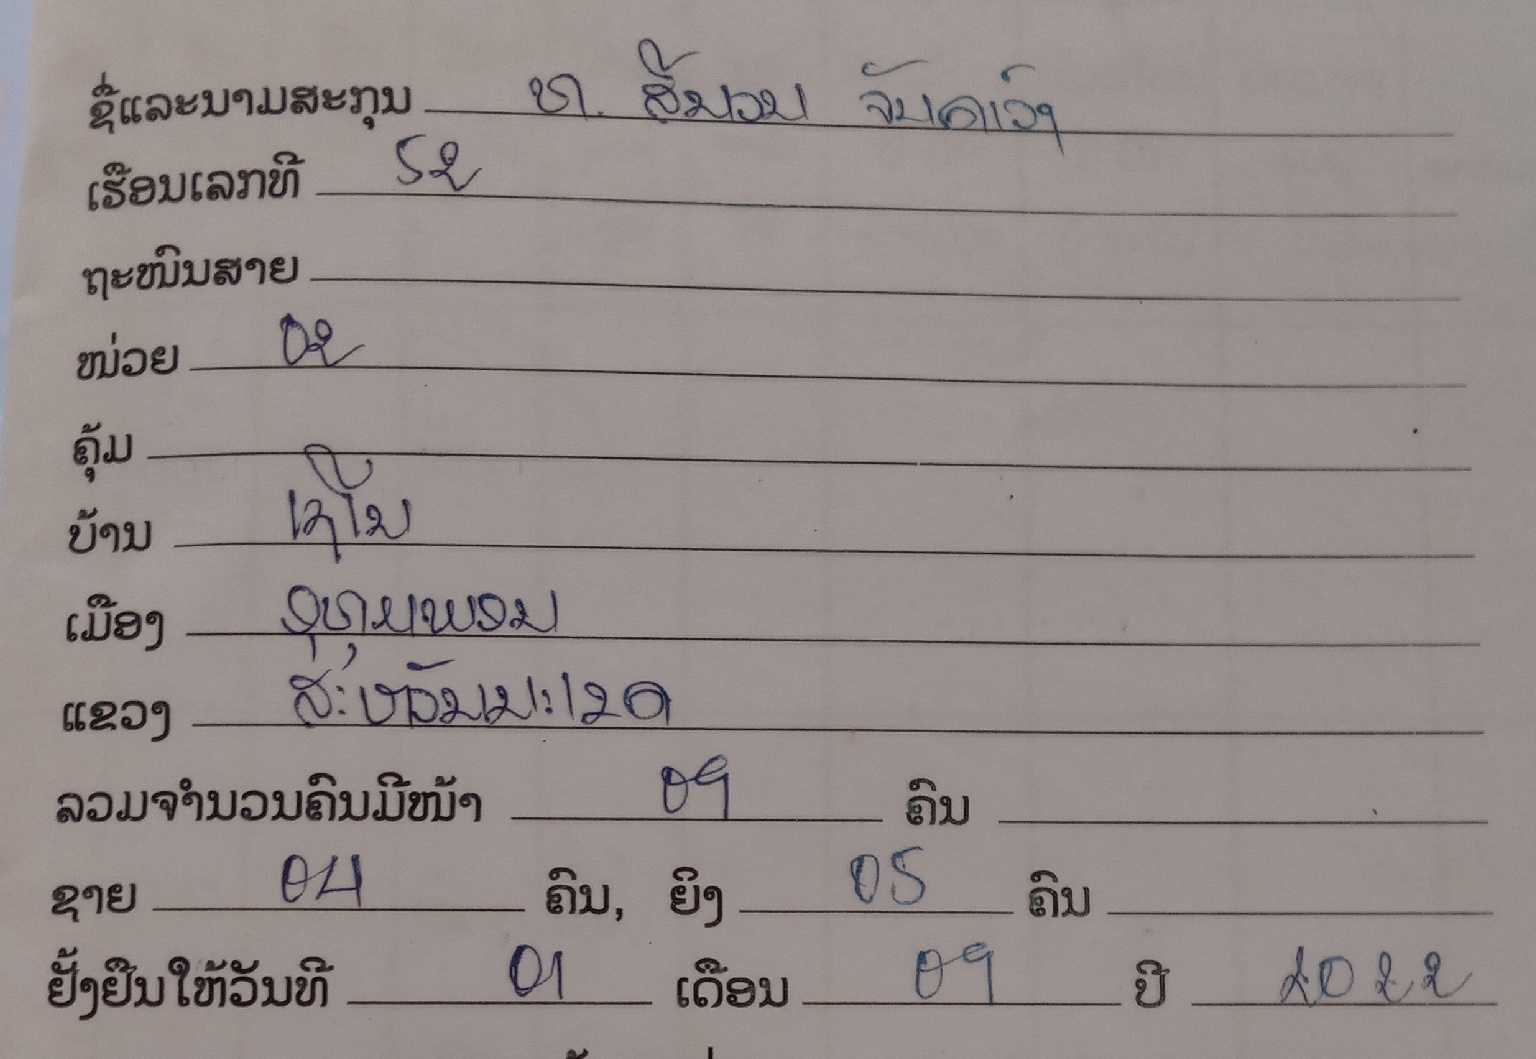 ຊື່ແລະນາມສະກຸນ ທ. ສີນວນ ຈັນດາວົງ
ເຮືອນເລກທີ 52
ຖະໜົນສາຍ
ໜ່ວຍ 02
ຄຸ້ມ
ບ້ານ ເຊໂນ
ເມືອງ ອຸທຸມພອນ
ແຂວງ ສະຫວັນນະເຂດ
ລວມຈຳນວນຄົນມີໜ້າ 09 ຄົນ
ຊາຍ 04 ຄົນ, ຍິງ 05 ຄົນ
ຢັ້ງຢືນໃຫ້ວັນທີ 01 ເດືອນ 09 ປີ 2022